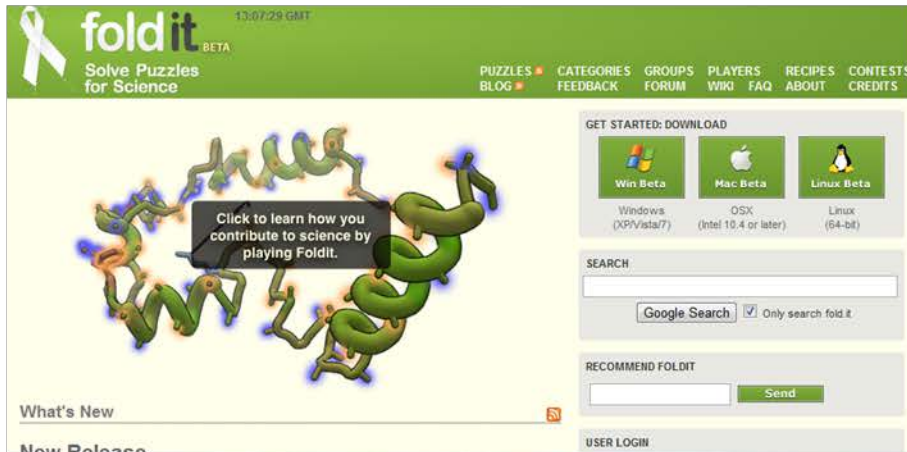 13:07:29 GMT
foldit BETA
Solve Puzzles
for Science
PUZZLES CATEGORIES GROUPS PLAYERS RECIPES CONTESTS
BLOG FEEDBACK FORUM WIKI FAQ ABOUT CREDITS
Click to learn how you
contribute to science by
playing Foldit.
GET STARTED: DOWNLOAD
Win Beta Mac Beta Linux Beta
Windows OSX Linux
(XP/Vista/7) (Intel 10.4 or later) (64-bit)
SEARCH
Google Search Only search fold.it
RECOMMEND FOLDIT
Send
What's New
USER LOGIN
New Release